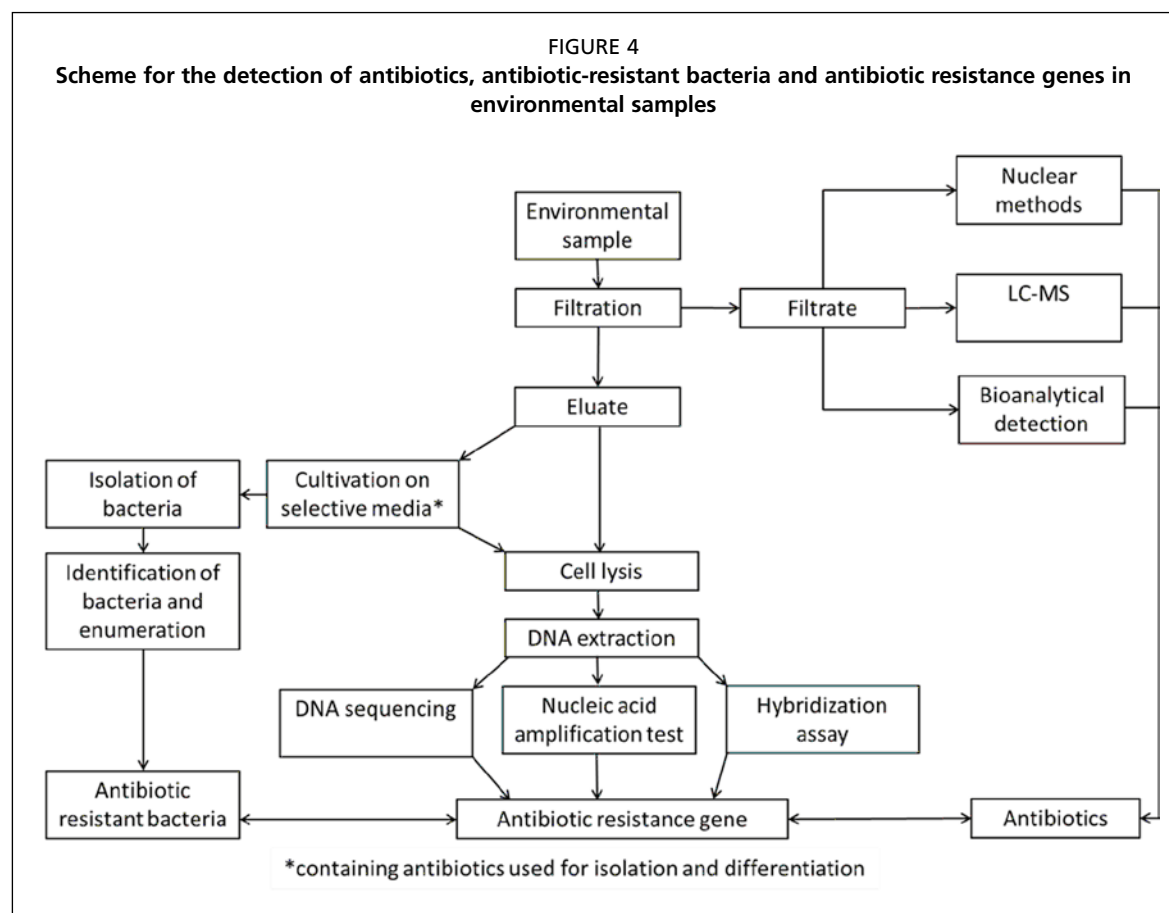 FIGURE 4
Scheme for the detection of antibiotics, antibiotic-resistant bacteria and antibiotic resistance genes in
environmental samples
Nuclear
methods
Environmental
sample
Filtration
Filtrate
LC-MS
Bioanalytical
detection
Eluate
Isolation of
bacteria
Cultivation on
selective media*
Identification of
bacteria and
enumeration
Cell lysis
DNA extraction
DNA sequencing
Nucleic acid
amplification test
Hybridization
assay
Antibiotic
resistant bacteria
Antibiotic resistance gene
Antibiotics
*containing antibiotics used for isolation and differentiation